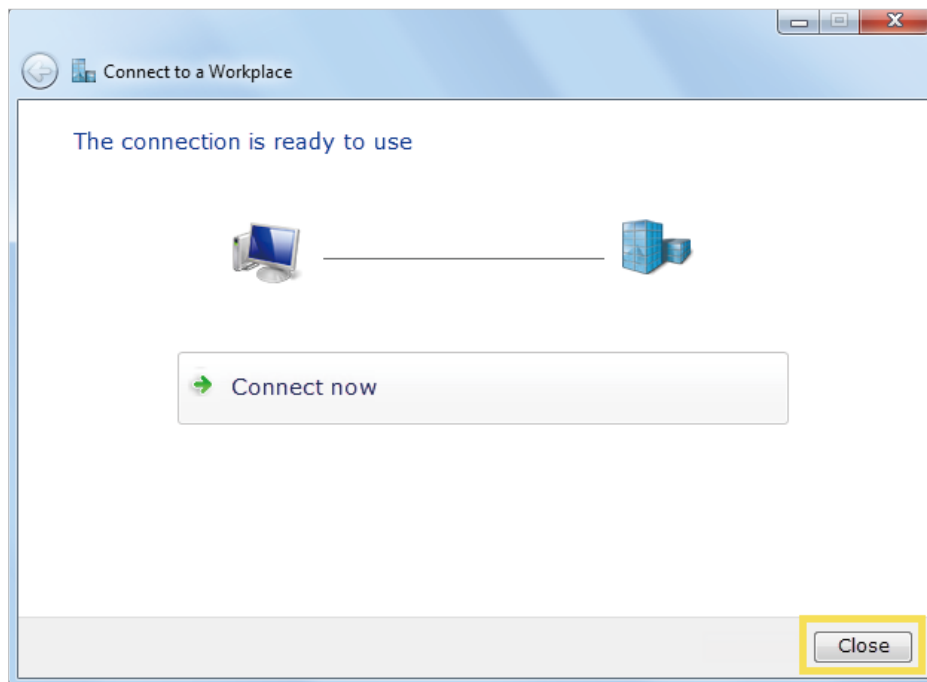 Connect to a Workplace
The connection is ready to use
Connect now
Close